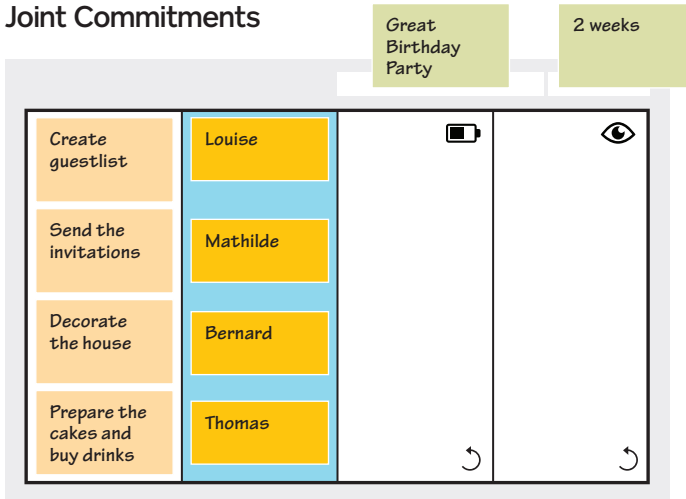 Joint Commitments
Great
Birthday
Party
2 weeks
Create
guestlist
Louise
Send the
invitations
Mathilde
Decorate
the house
Bernard
Prepare the
cakes and
buy drinks
Thomas